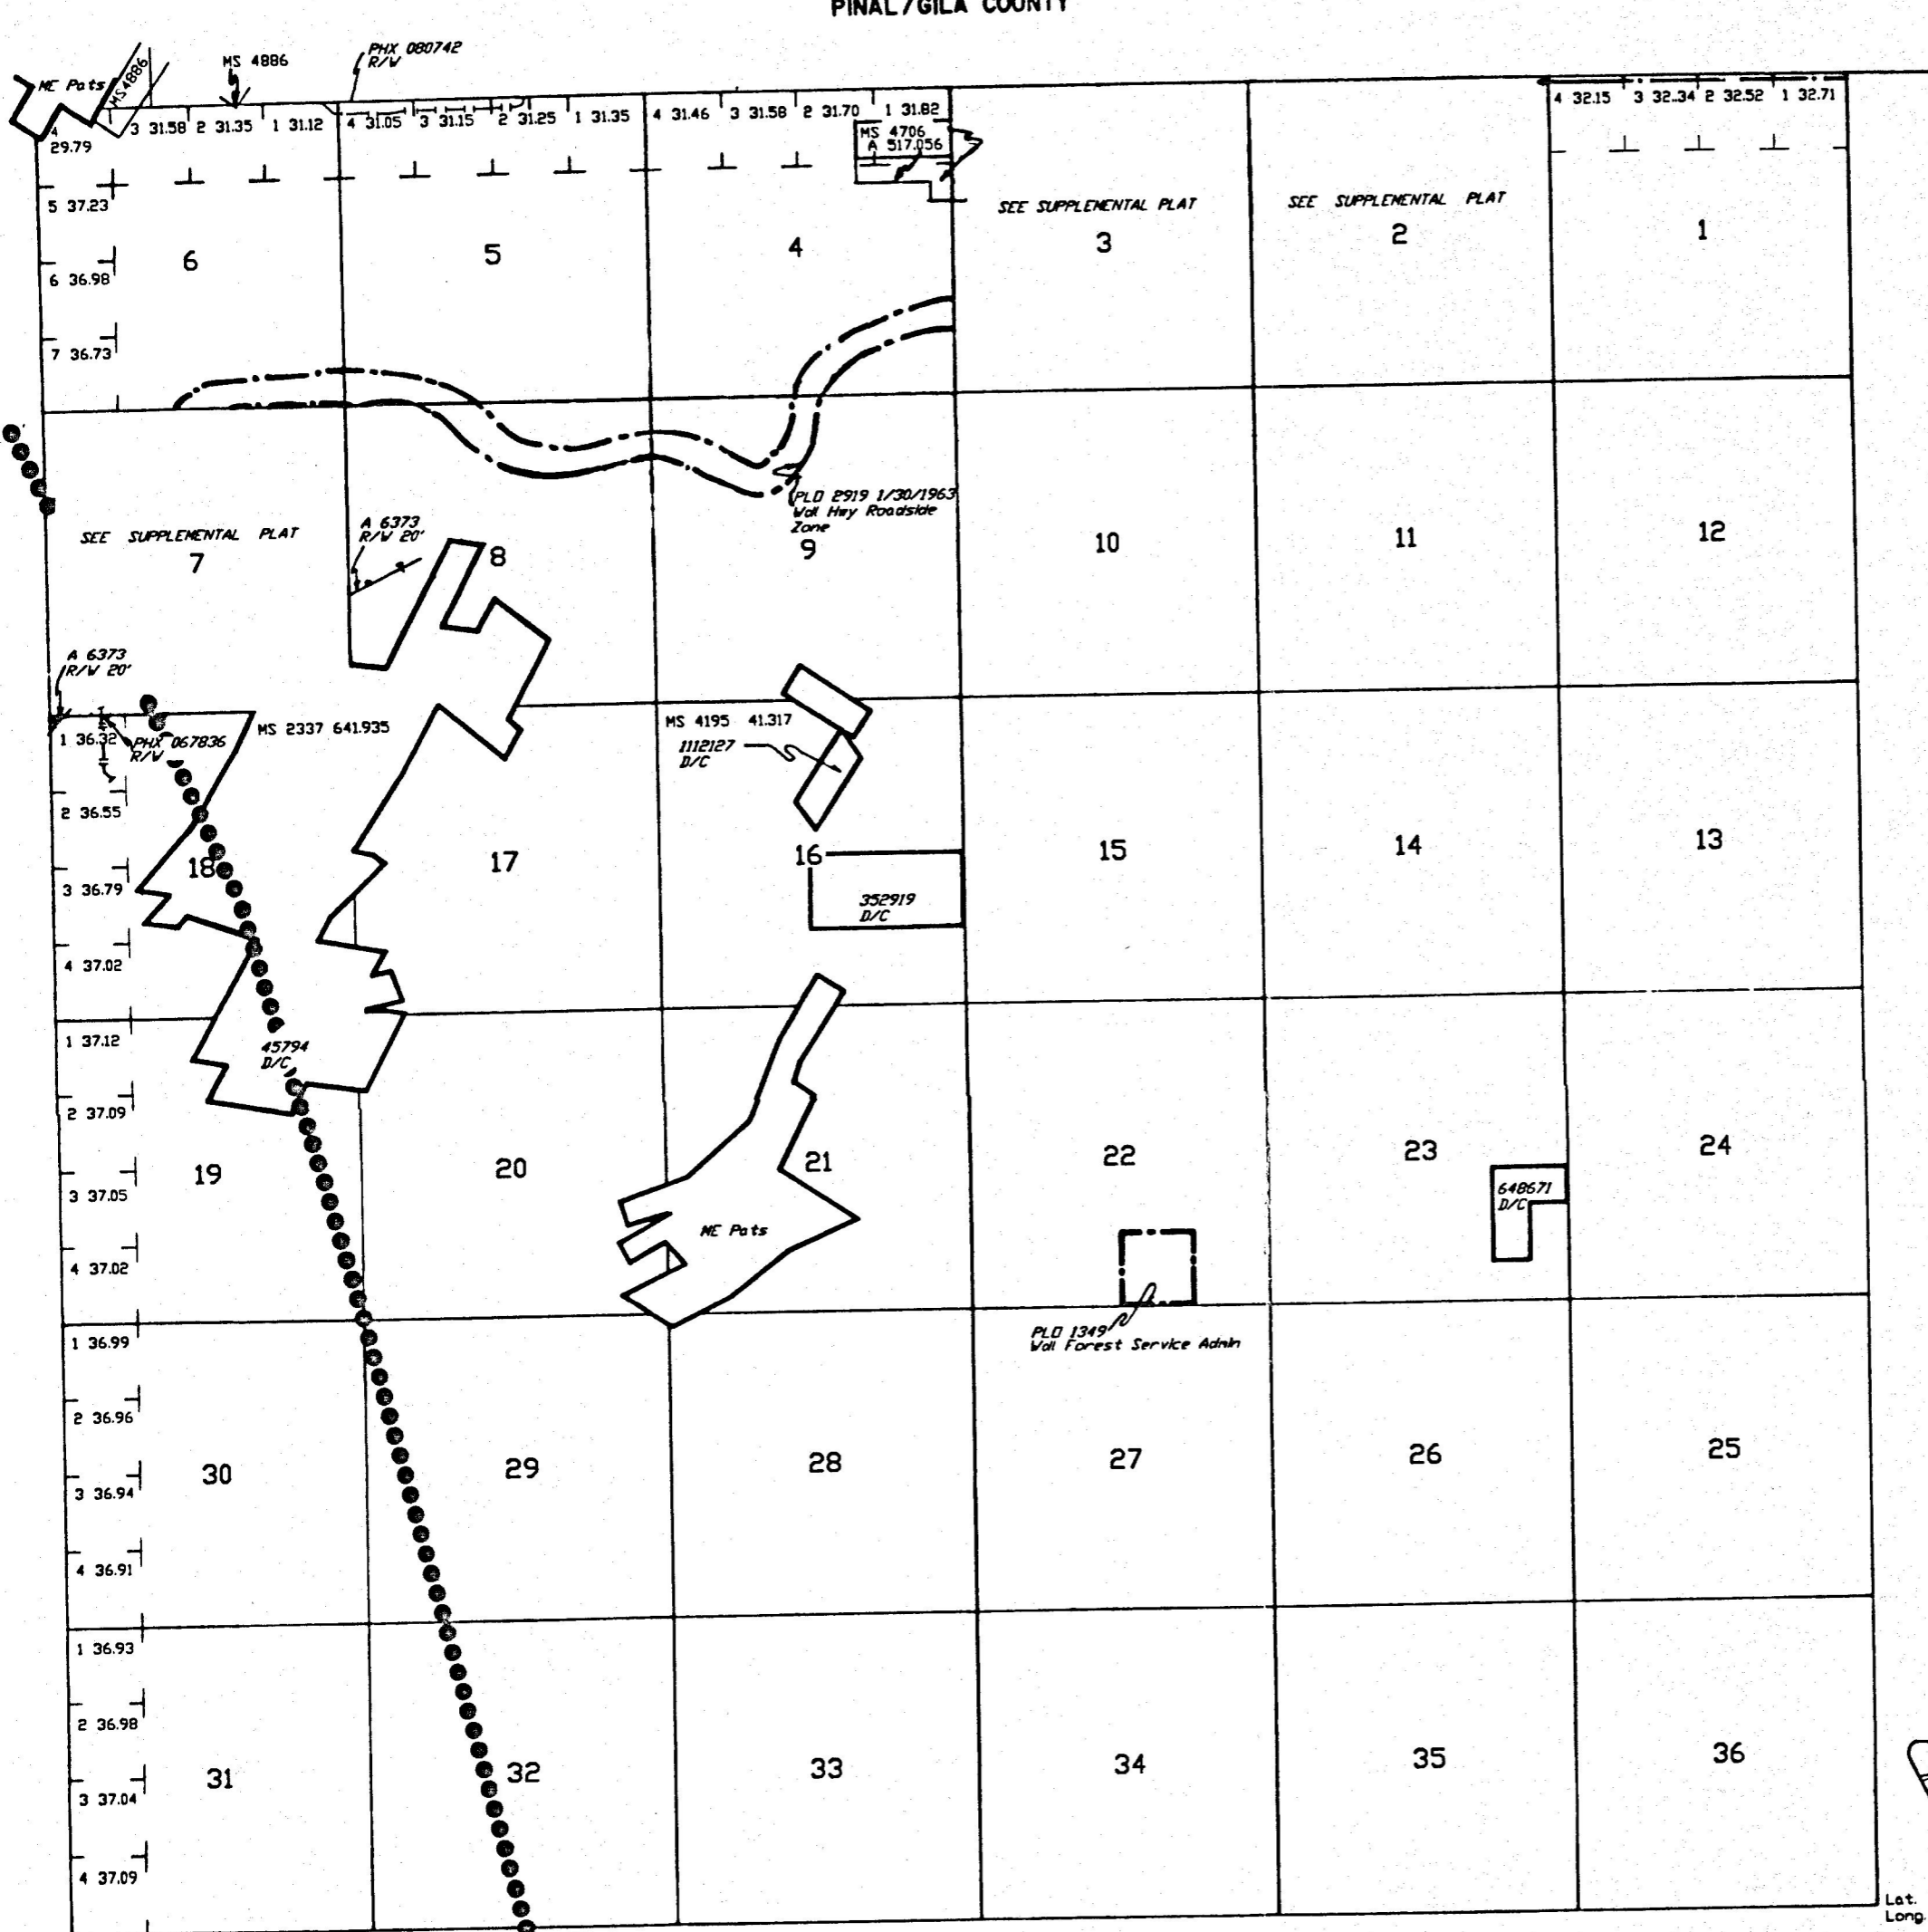 PINAL/GILA COUNTY
ME Pats
MS 4886
MS 4886
PHX 080742
R/W
4
29.79
3 31.58 2 31.35 1 31.12 4 31.05 3 31.15 2 31.25 1 31.35 4 31.46 3 31.58 2 31.70 1 31.82
4 32.15 3 32..34 2 32.52 1 32.71
MS 4706
A 517.056
5 37.23
SEE SUPPLEMENTAL PLAT
3
SEE SUPPLEMENTAL PLAT
2
1
6
5
4
6 36.98
7 36.73
PLO 2919 1/30/1963
Wdl Hwy Roadside
Zone
9
SEE SUPPLEMENTAL PLAT
7
A 6373
R/W 20'
8
10
11
12
A 6373
R/W 20'
1 36.32
PHX 067836
R/W
MS 2337 641.935
MS 4195 41.317
1112127
D/C
2 36.55
3 36.79
18
17
16
15
14
13
352919
D/C
4 37.02
1 37.12
45794
D/C
2 37.09
19
20
21
22
23
24
3 37.05
648671
D/C
ME Pats
4 37.02
PLO 1349
Wdl Forest Service Admin
1 36.99
2 36.96
30
29
28
27
26
25
3 36.94
4 36.91
1 36.93
2 36.98
31
32
33
34
35
36
3 37.04
4 37.09
Lat.
Long.